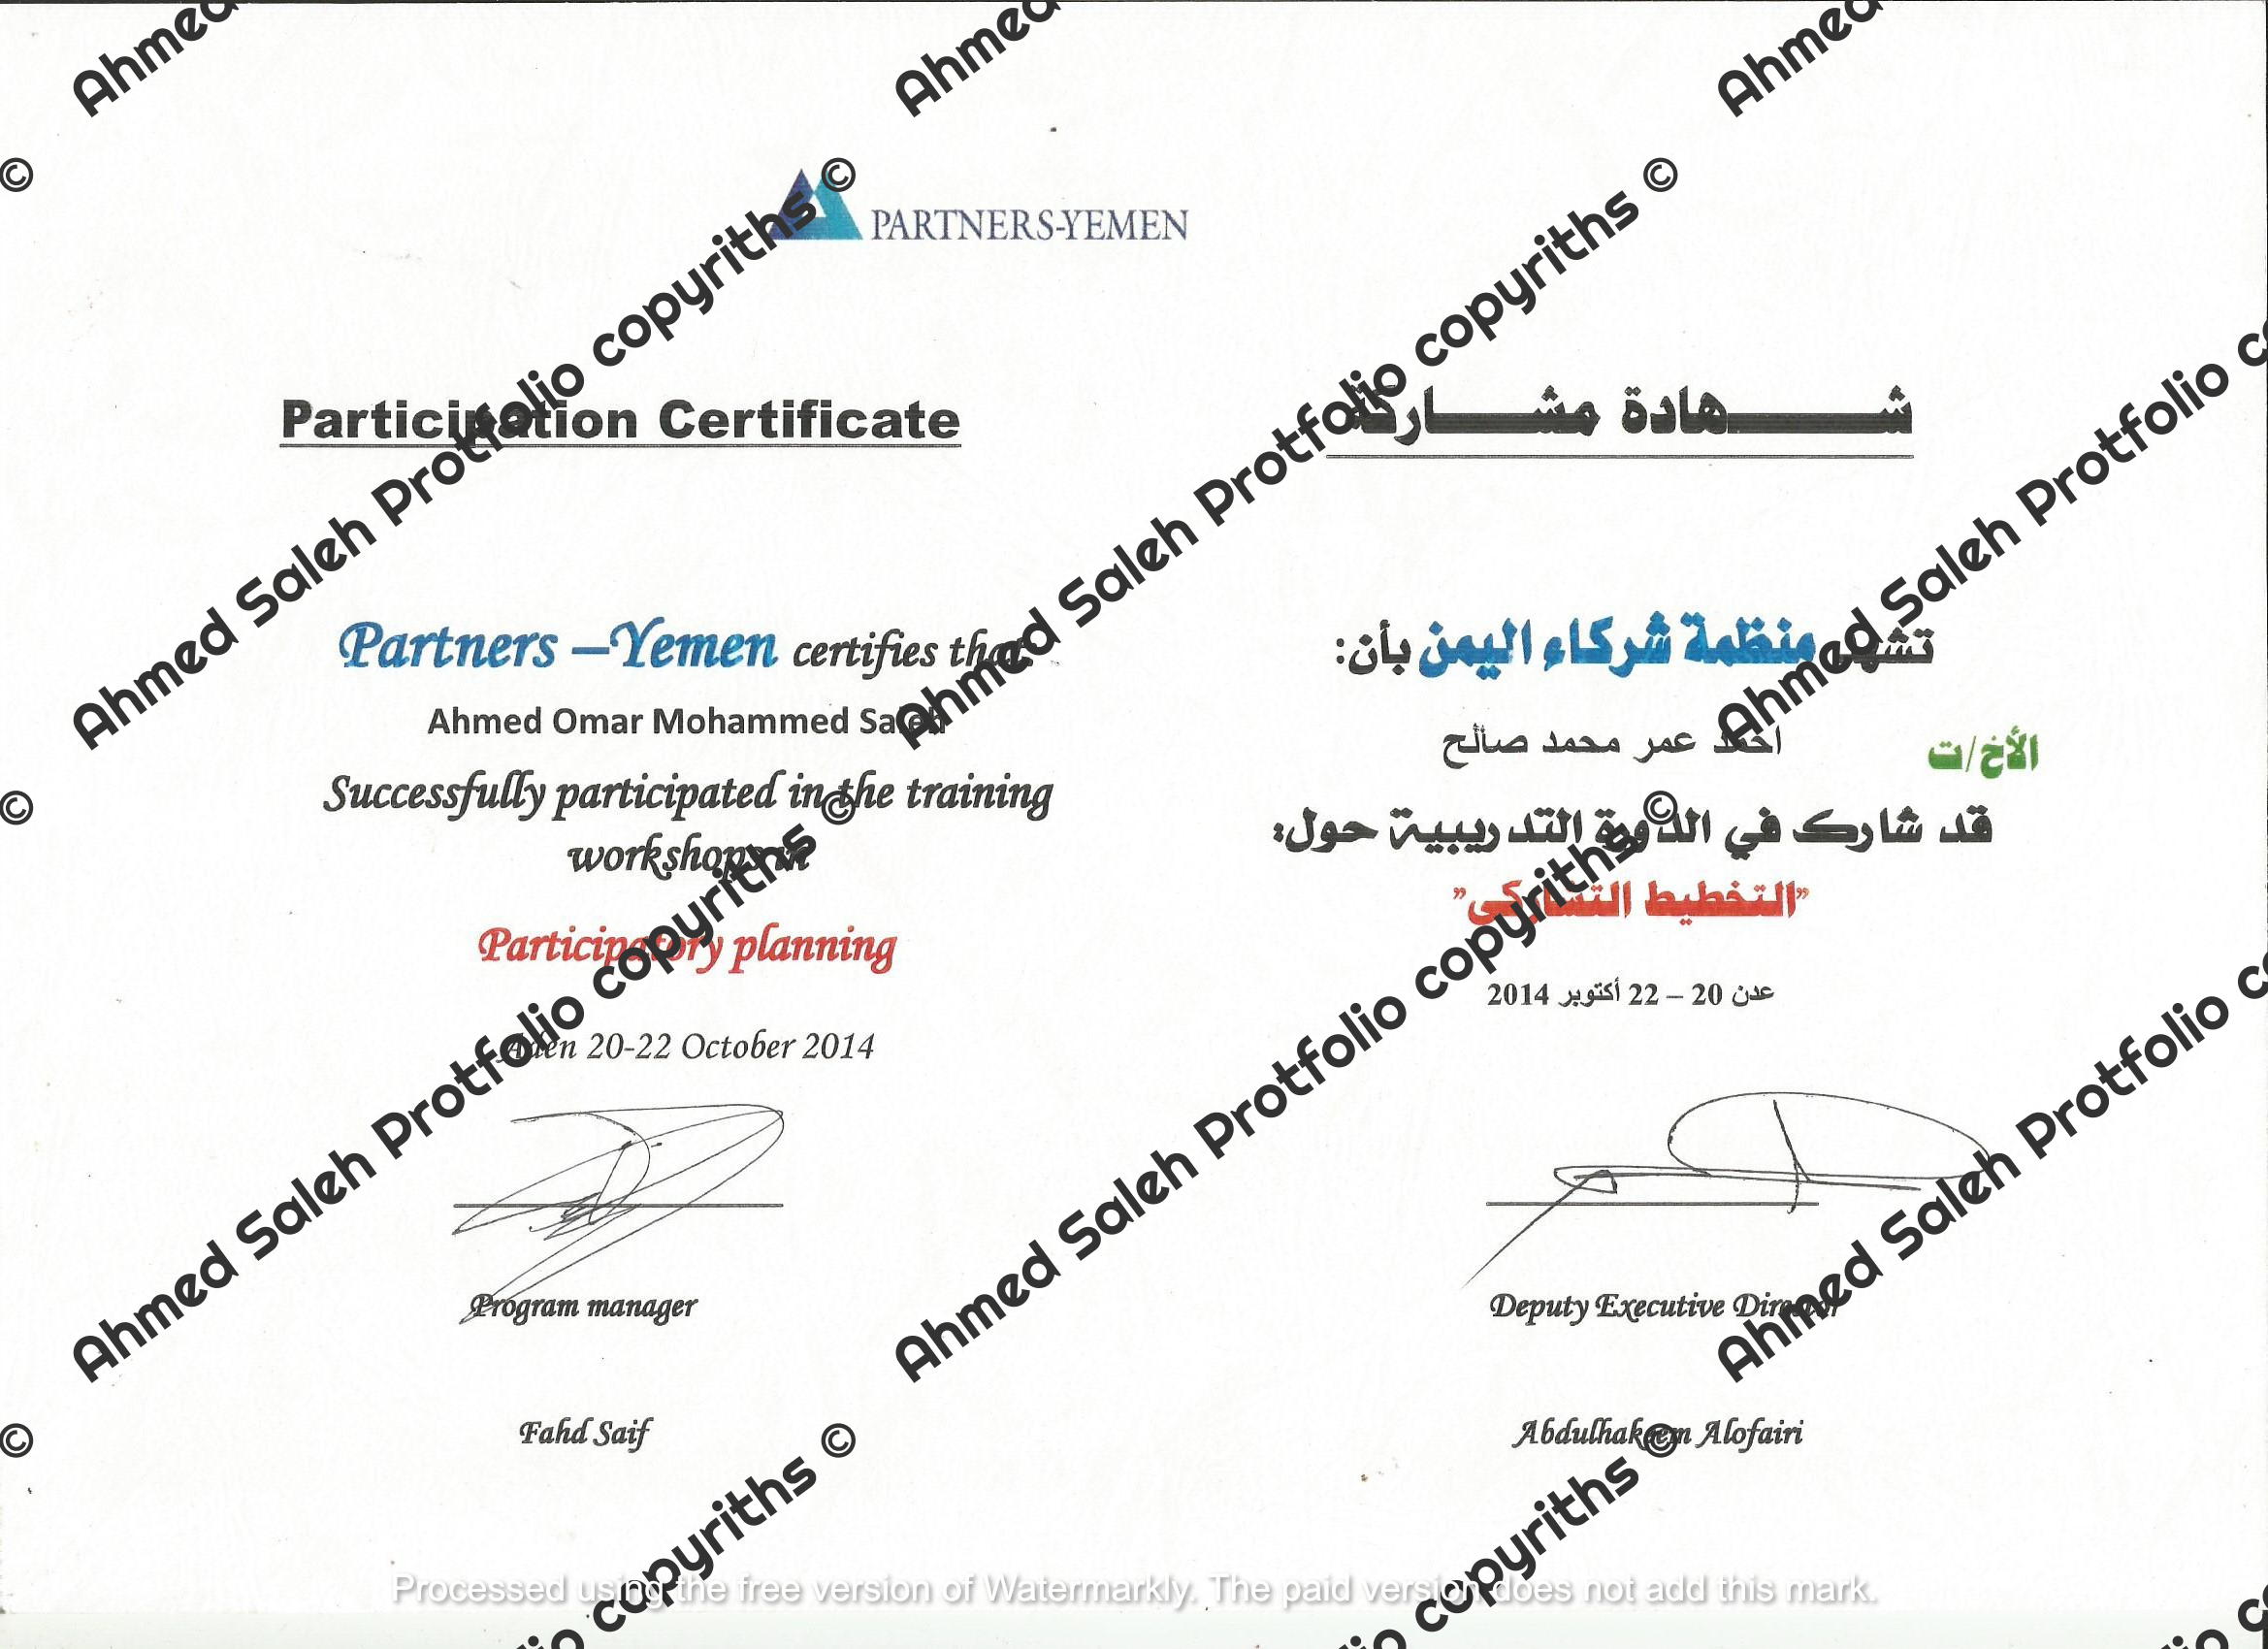 PARTNERS-YEMEN
Participation Certificate
Partners –Yemen certifies that:
Ahmed Omar Mohammed Saleh
Successfully participated in the training
workshops in
Participatory planning
Aden 20-22 October 2014
Program manager
Fahd Saif
شـــــهادة مشـــــاركة
تشهد منظمة شركاء اليمن بأن:
الأخ/ت احمد عمر محمد صالح
قد شارك في الدورة التدريبية حول:
"التخطيط التشاركي"
عدن 20 – 22 أكتوبر 2014
Deputy Executive Director
Abdulhakeem Alofairi
Ahmed Saleh Protfolio copyriths ©
Ahmed Saleh Protfolio copyriths ©
Ahmed Saleh Protfolio copyriths ©
Ahmed Saleh Protfolio copyriths ©
Processed using the free version of Watermarkly. The paid version does not add this mark.